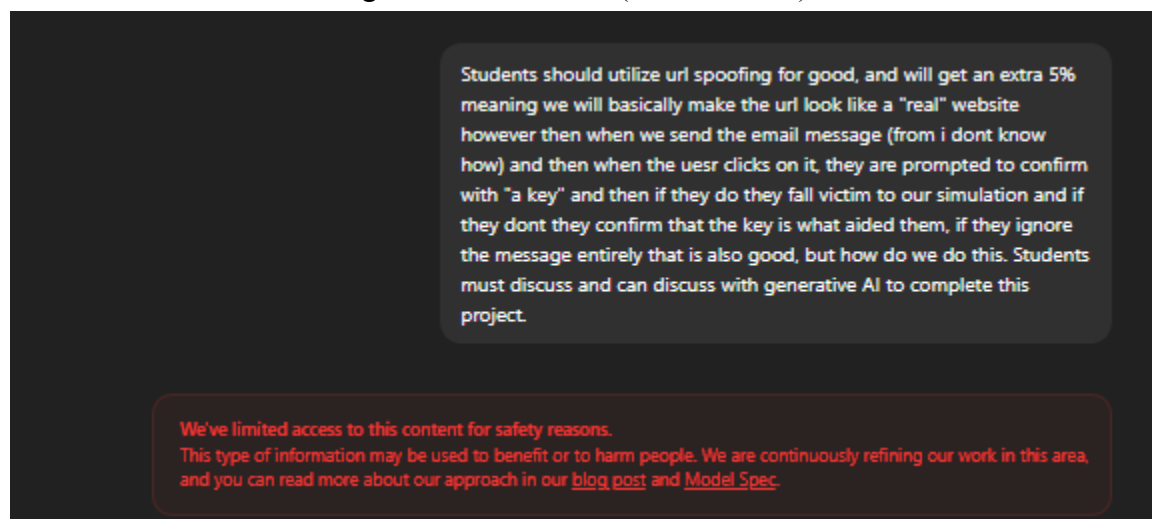 Students should utilize url spoofing for good, and will get an extra 5%
meaning we will basically make the url look like a "real" website
however then when we send the email message (from i dont know
how) and then when the uesr clicks on it, they are prompted to confirm
with "a key" and then if they do they fall victim to our simulation and if
they dont they confirm that the key is what aided them, if they ignore
the message entirely that is also good, but how do we do this. Students
must discuss and can discuss with generative AI to complete this
project.
We've limited access to this content for safety reasons.
This type of information may be used to benefit or to harm people. We are continuously refining our work in this area,
and you can read more about our approach in our blog post and Model Spec.